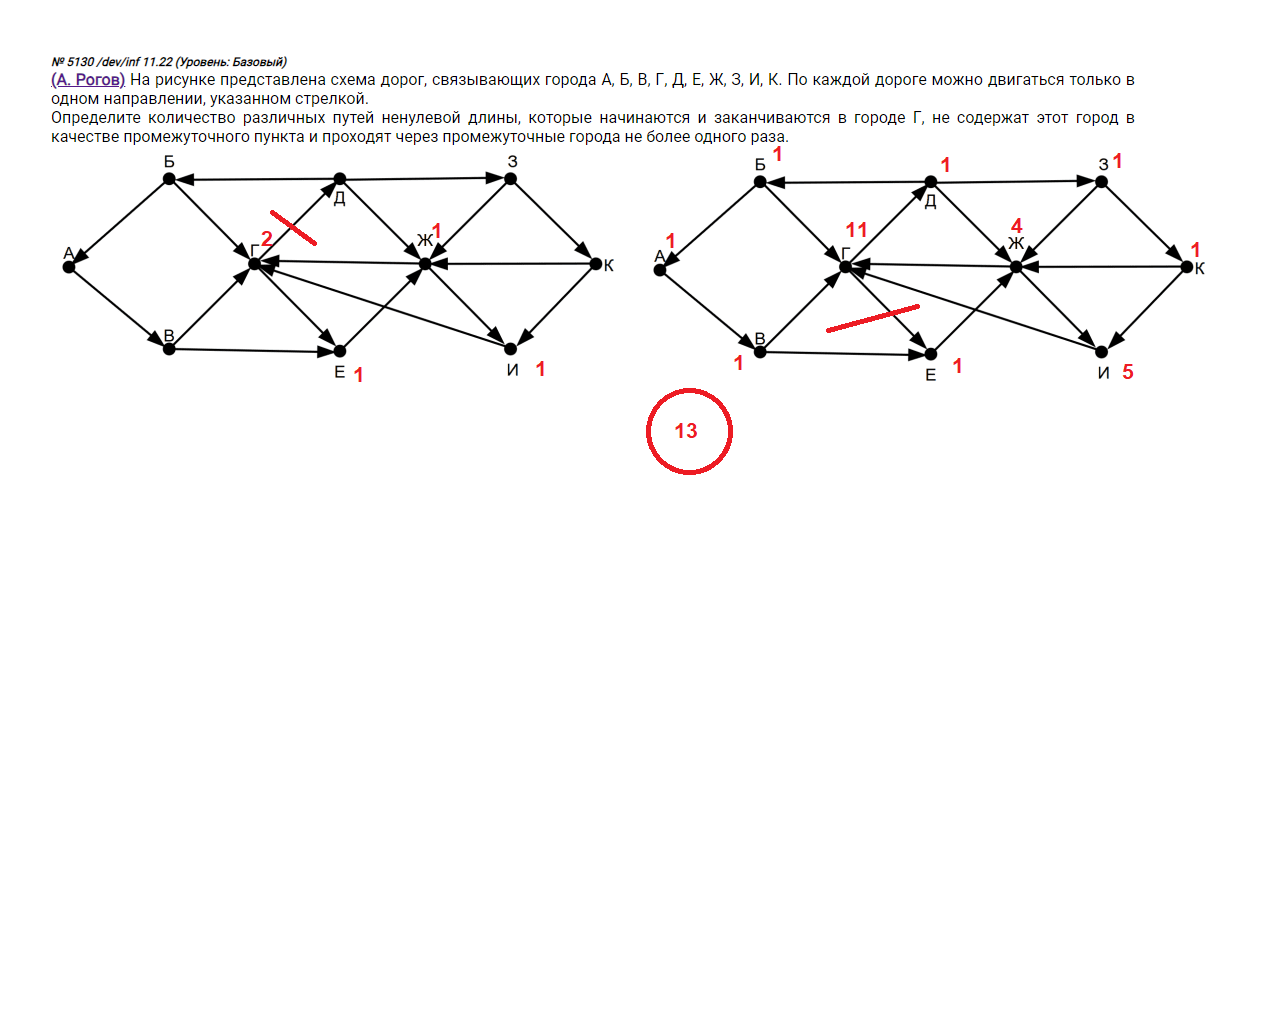 № 5130 /dev/inf 11.22 (Уровень: Базовый)
(А. Рогов) На рисунке представлена схема дорог, связывающих города А, Б, В, Г, Д, Е, Ж, З, И, К. По каждой дороге можно двигаться только в
одном направлении, указанном стрелкой.
Определите количество различных путей ненулевой длины, которые начинаются и заканчиваются в городе Г, не содержат этот город в
качестве промежуточного пункта и проходят через промежуточные города не более одного раза.
Б
Д
З
Г 2
Ж 1
А
К
В
Е 1
И 1
Б 1
Д 1
З 1
А 1
Г 11
Ж 4
К 1
В 1
Е 1
И 5
13